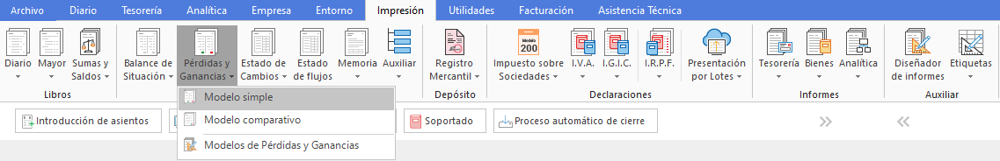 Archivo Diario Tesorería Analítica Empresa Entorno Impresión Utilidades Facturación Asistencia Técnica
Diario Mayor Sumas y Saldos Balance de Situación Pérdidas y Ganancias Estado de Cambios Estado de flujos Memoria Auxiliar Registro Mercantil Modelo 200 Impuesto sobre Sociedades I.V.A. I.G.I.C. I.R.P.F. Presentación por Lotes Tesorería Bienes Analítica Diseñador de informes Etiquetas
Libros Depósito Declaraciones Informes Auxiliar
Modelo simple
Modelo comparativo
Modelos de Pérdidas y Ganancias
Introducción de asientos Soportado Proceso automático de cierre